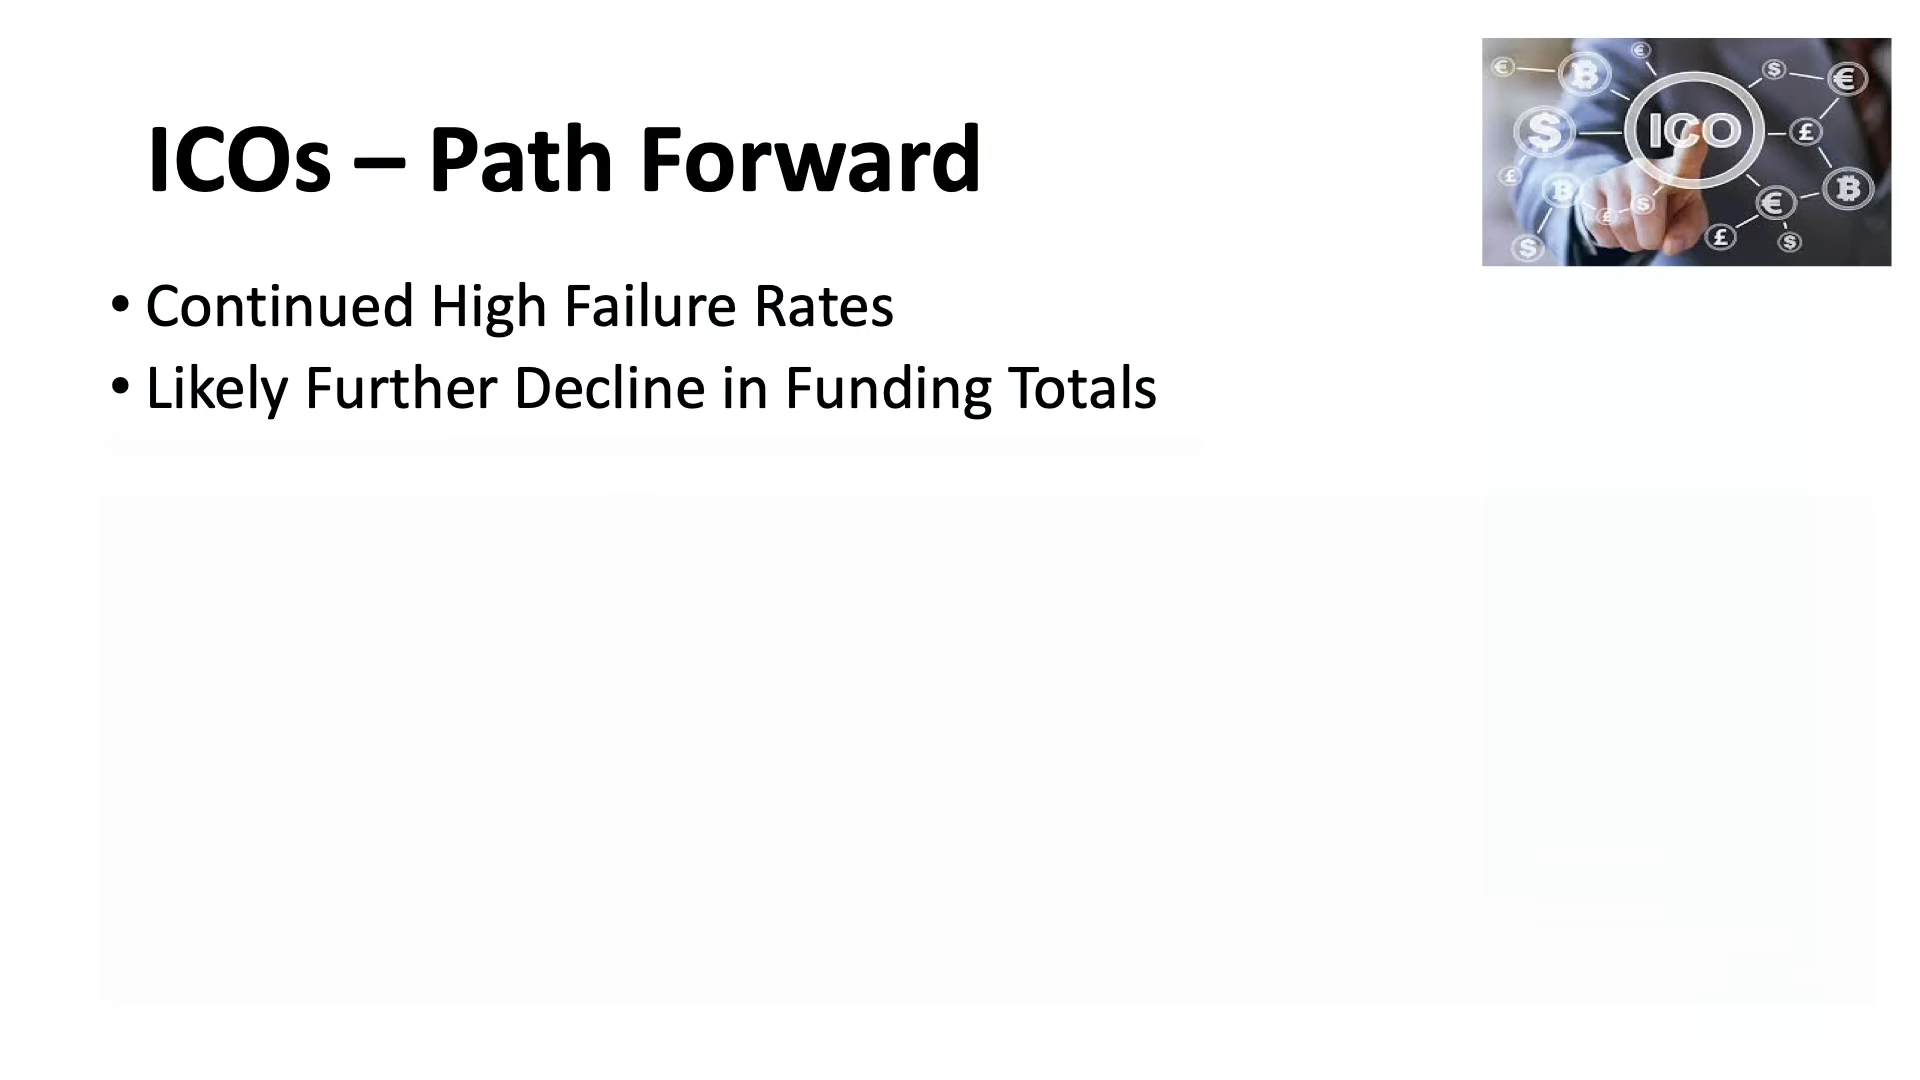 ICOs – Path Forward
• Continued High Failure Rates
• Likely Further Decline in Funding Totals
ICO